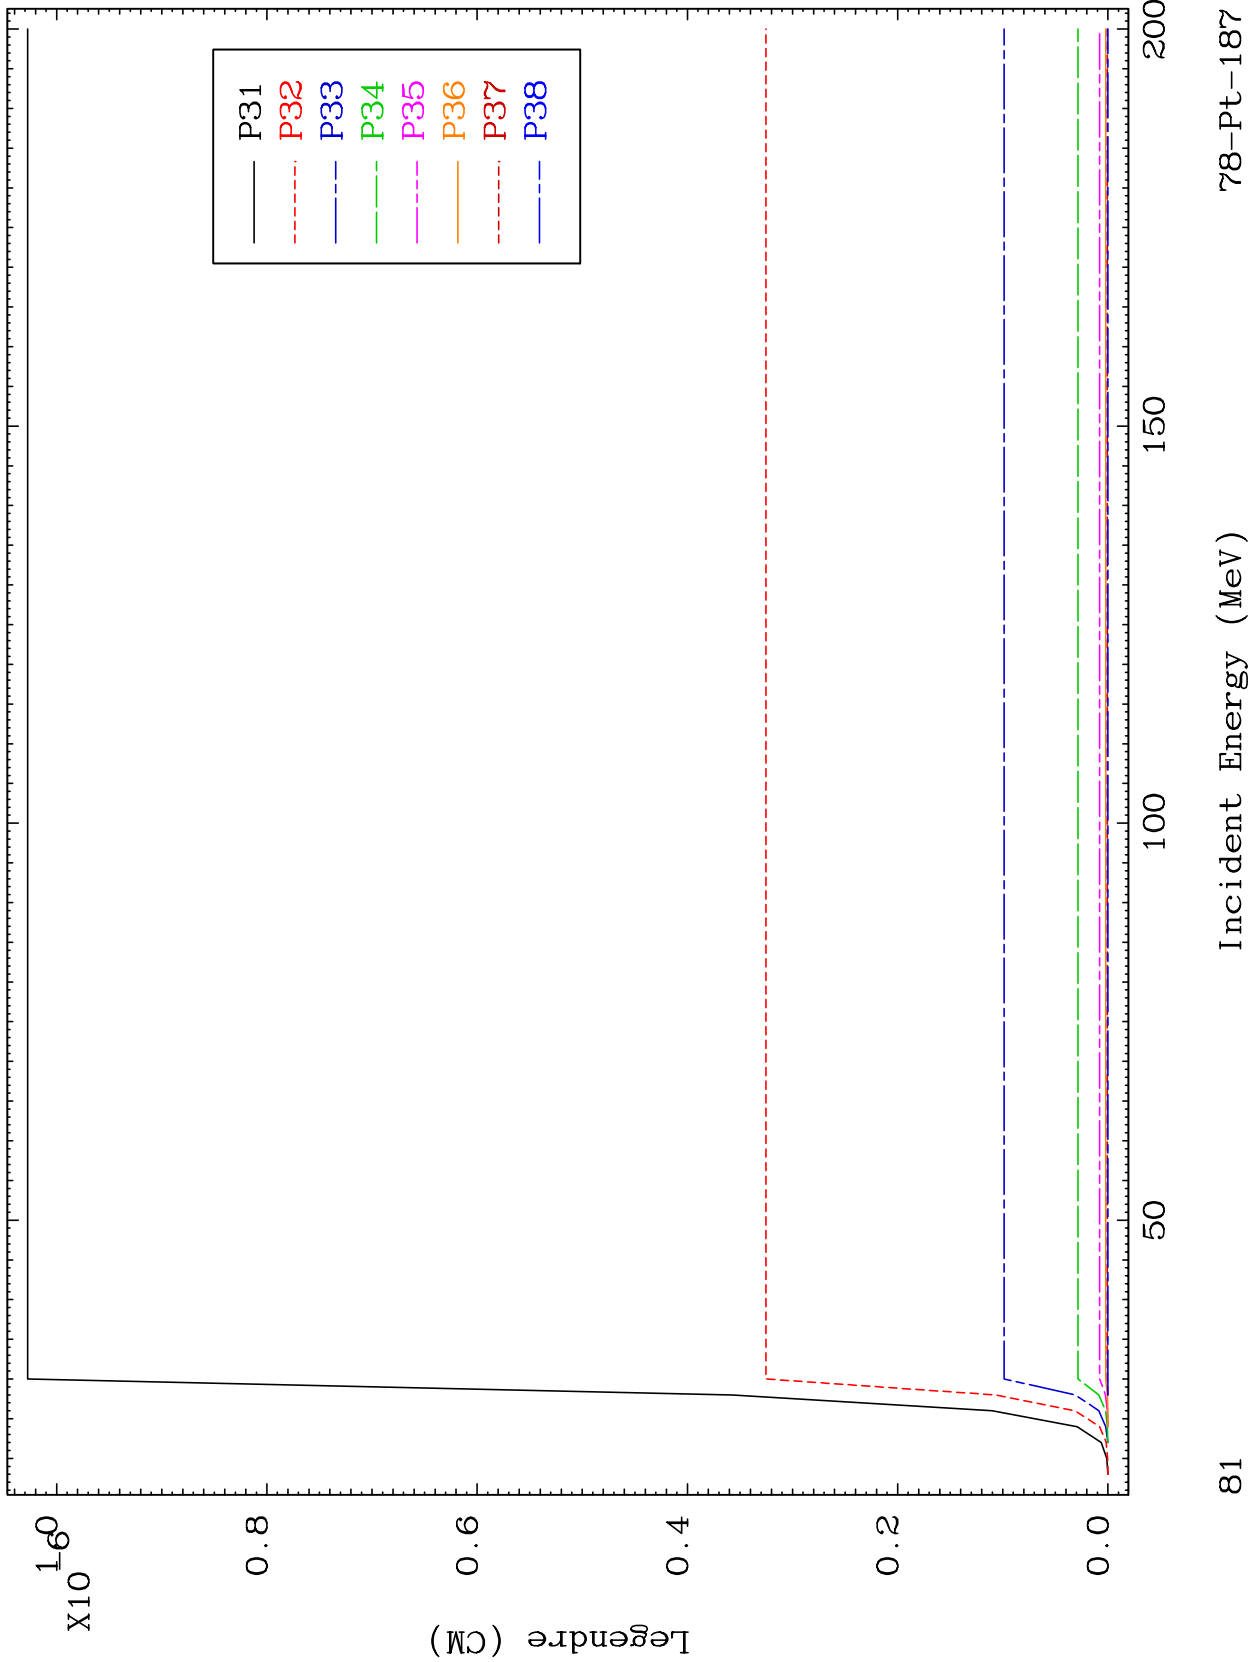 X10
-6
1.0
0.8
0.6
0.4
0.2
0.0
Legendre (CM)
P31
P32
P33
P34
P35
P36
P37
P38
50
100
150
200
81
Incident Energy (MeV)
78-Pt-187